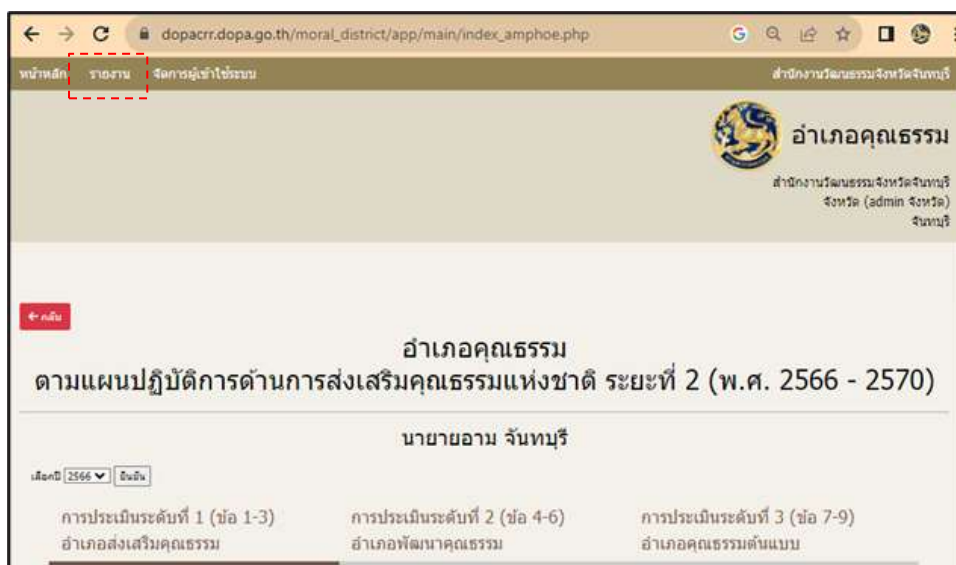 dopacrr.dopa.go.th/moral_district/app/main/index_amphoe.php
หน้าหลัก รายงาน จัดการผู้เข้าใช้ระบบ สำนักงานวัฒนธรรมจังหวัดจันทบุรี
อำเภอคุณธรรม
สำนักงานวัฒนธรรมจังหวัดจันทบุรี
จังหวัด (admin จังหวัด)
จันทบุรี
← กลับ
อำเภอคุณธรรม
ตามแผนปฏิบัติการด้านการส่งเสริมคุณธรรมแห่งชาติ ระยะที่ 2 (พ.ศ. 2566 - 2570)
นายายอาม จันทบุรี
เลือกปี 2566 ยืนยัน
การประเมินระดับที่ 1 (ข้อ 1-3) การประเมินระดับที่ 2 (ข้อ 4-6) การประเมินระดับที่ 3 (ข้อ 7-9)
อำเภอส่งเสริมคุณธรรม อำเภอพัฒนาคุณธรรม อำเภอคุณธรรมต้นแบบ